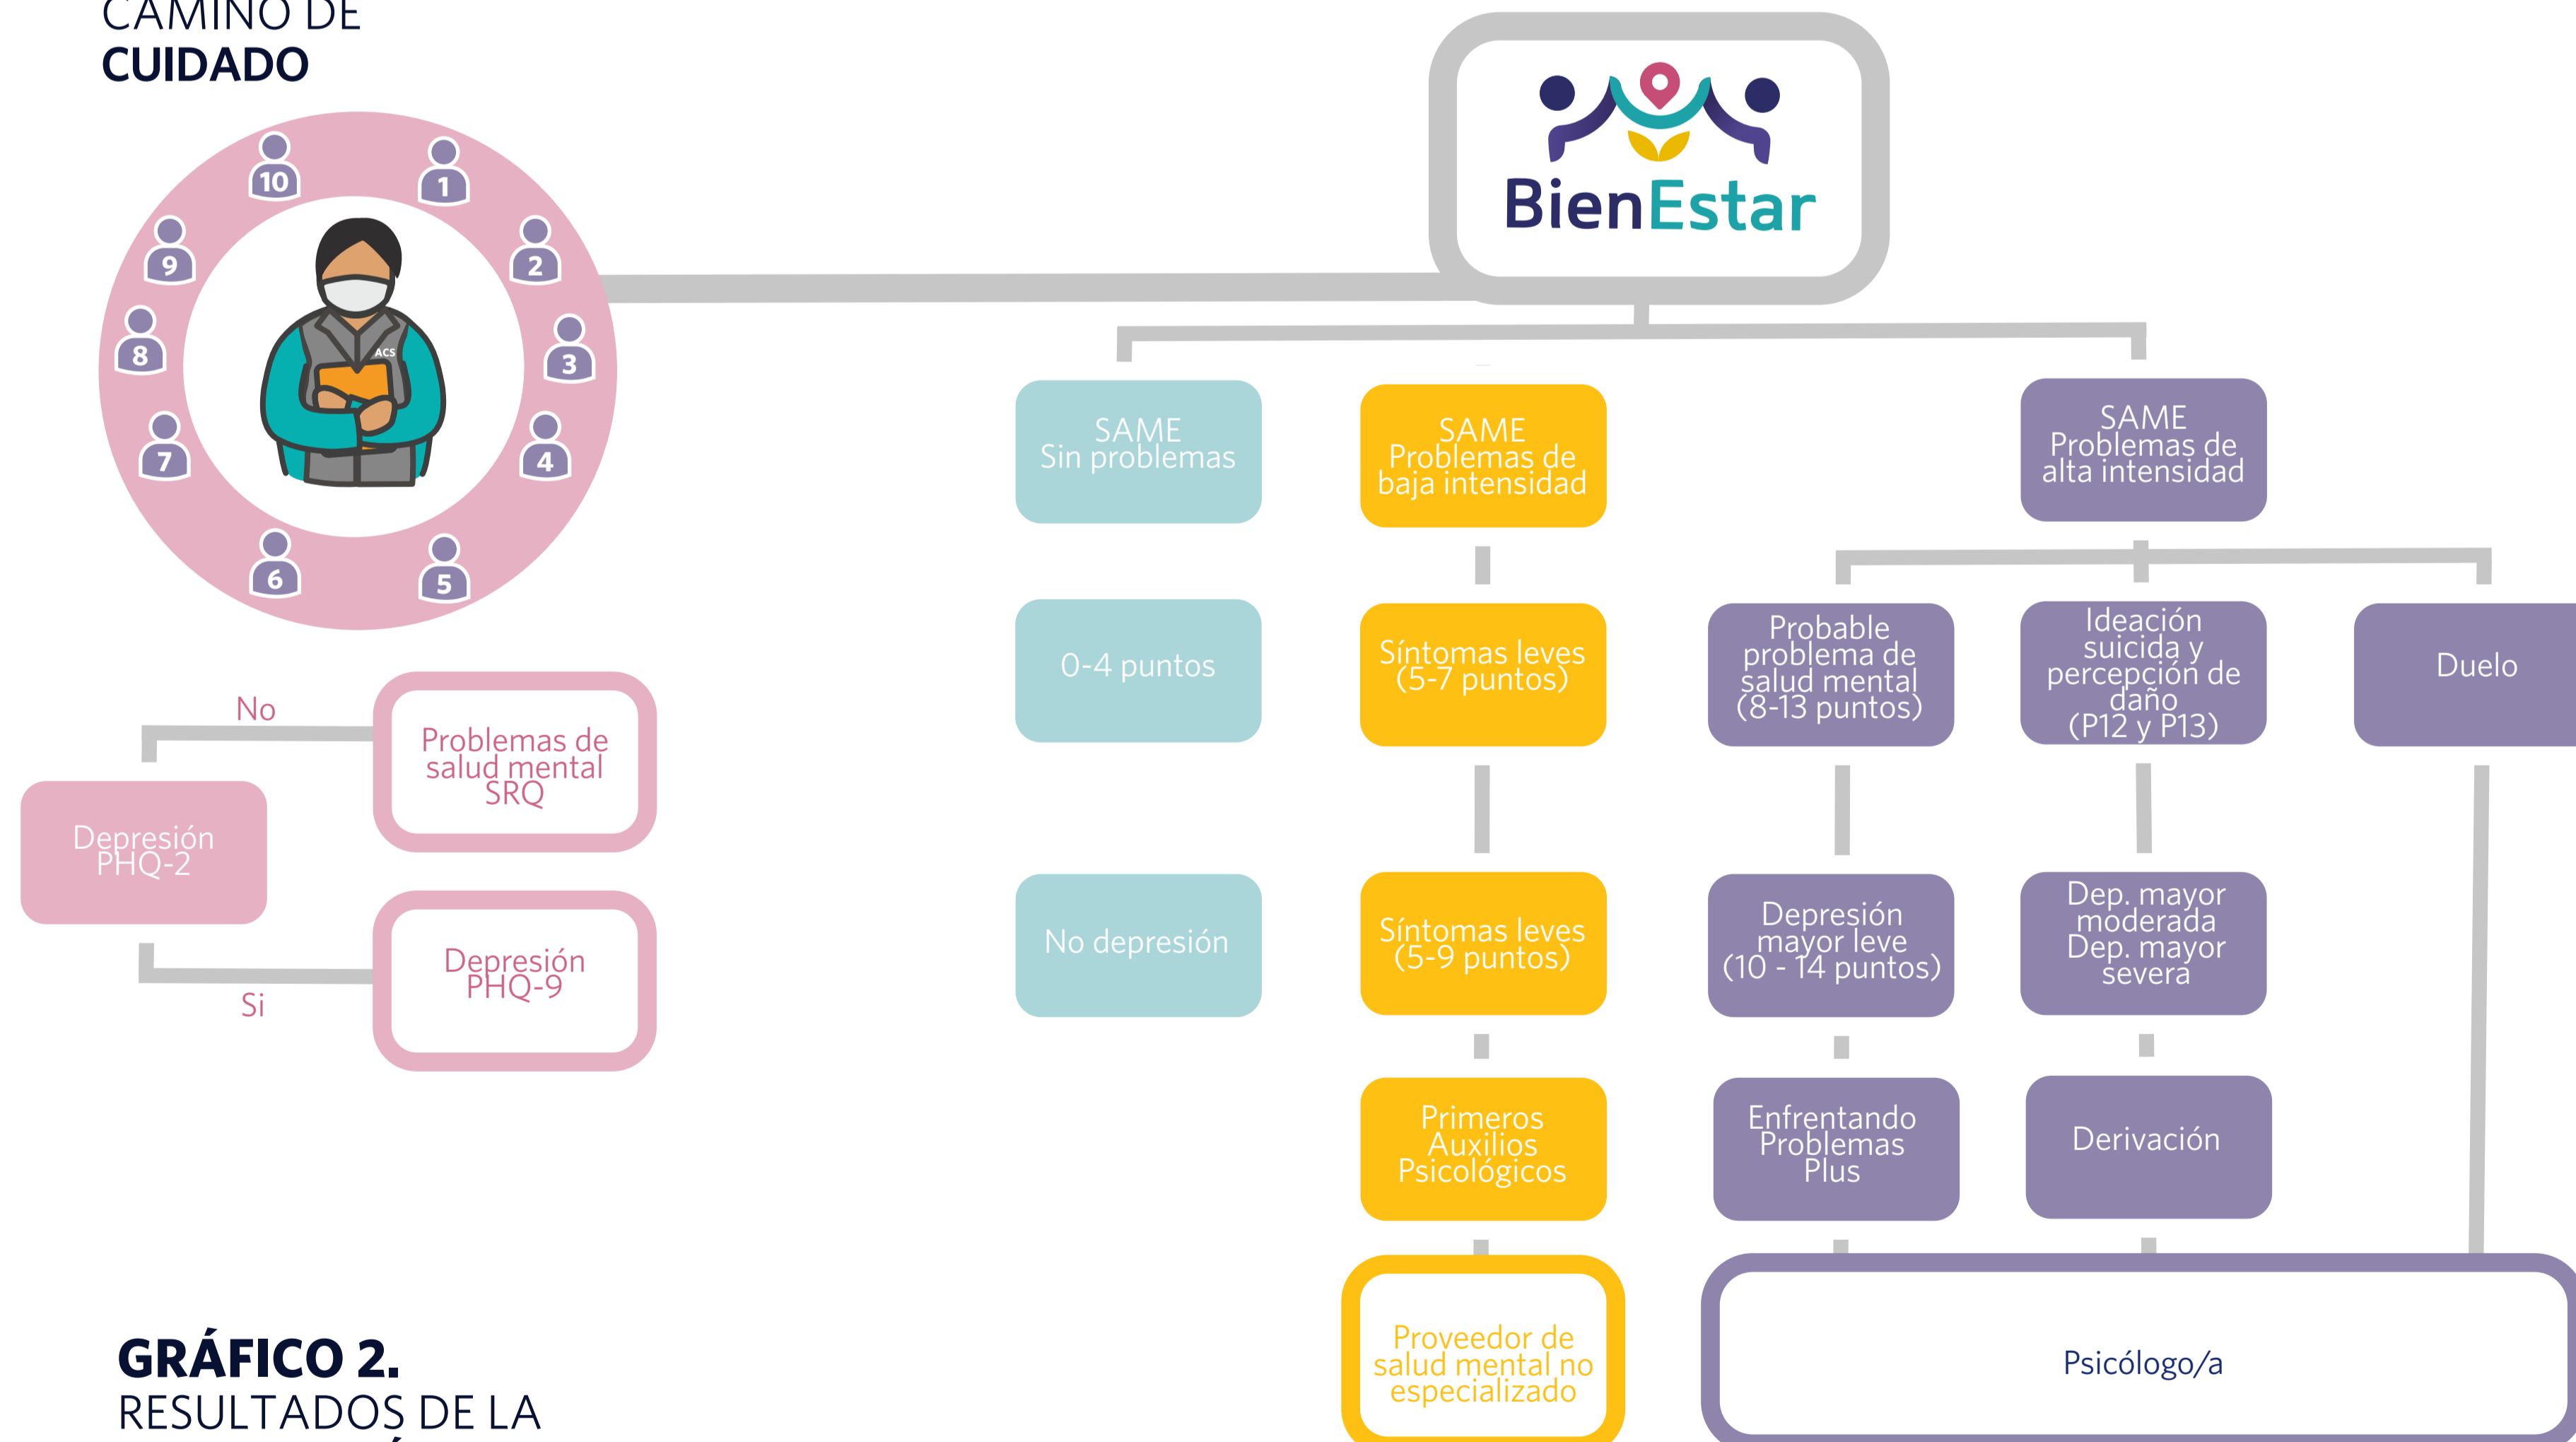 CAMINO DE
CUIDADO
10
1
9
2
8
3
7
4
6
5
ACS
BienEstar
SAME
Sin problemas
SAME
Problemas de
baja intensidad
SAME
Problemas de
alta intensidad
0-4 puntos
Síntomas leves
(5-7 puntos)
Probable
problema de
salud mental
(8-13 puntos)
Ideación
suicida y
percepción de
daño
(P12 y P13)
Duelo
No
Problemas de
salud mental
SRQ
Depresión
PHQ-2
Depresión
PHQ-9
Si
No depresión
Síntomas leves
(5-9 puntos)
Depresión
mayor leve
(10 - 14 puntos)
Dep. mayor
moderada
Dep. mayor
severa
Primeros
Auxilios
Psicológicos
Enfrentando
Problemas
Plus
Derivación
Proveedor de
salud mental no
especializado
Psicólogo/a
GRÁFICO 2.
RESULTADOS DE LA